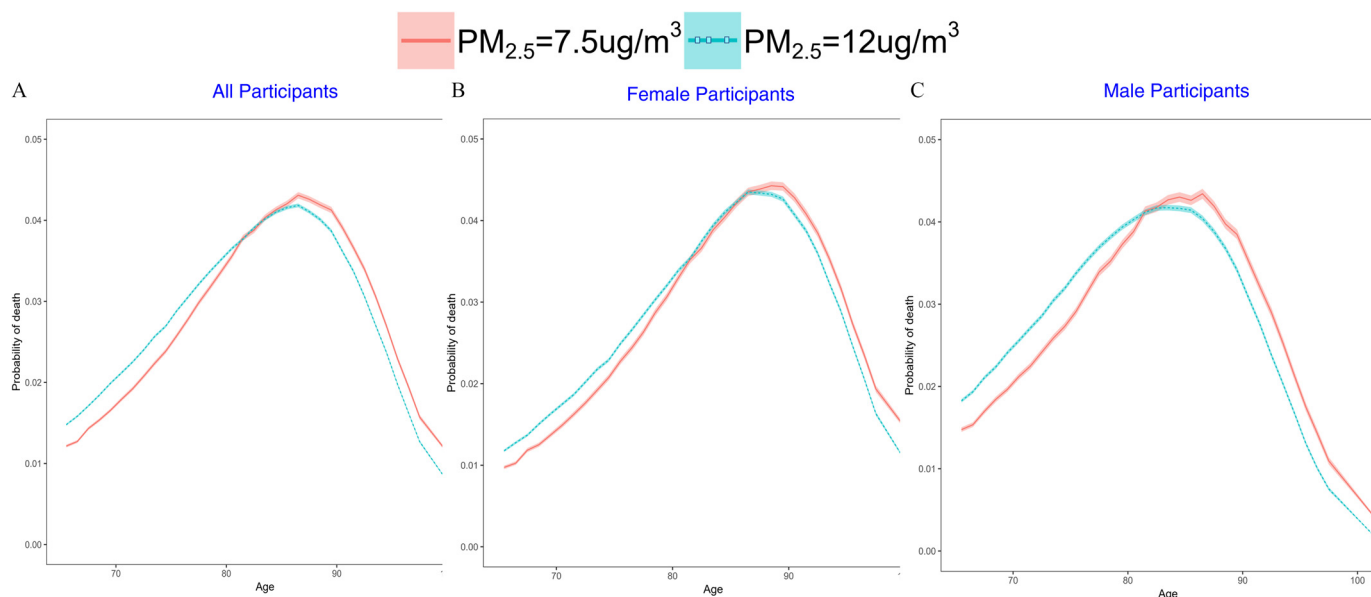 PM2.5=7.5ug/m3 PM2.5=12ug/m3
A All Participants
B Female Participants
C Male Participants
Probability of death
0.05
0.04
0.03
0.02
0.01
0.00
70 80 90
Age
Probability of death
0.05
0.04
0.03
0.02
0.01
0.00
70 80 90
Age
Probability of death
0.05
0.04
0.03
0.02
0.01
0.00
70 80 90 100
Age